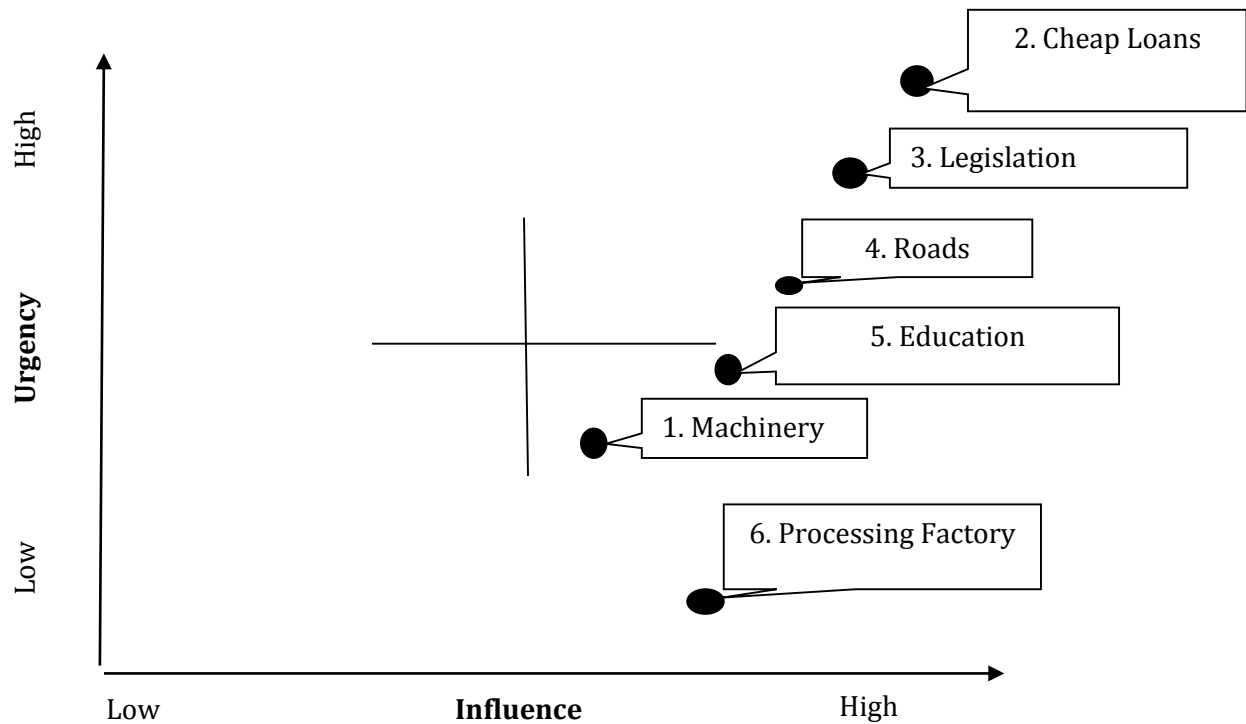 2. Cheap Loans
High
3. Legislation
4. Roads
Urgency
5. Education
1. Machinery
6. Processing Factory
Low
Low
Influence
High